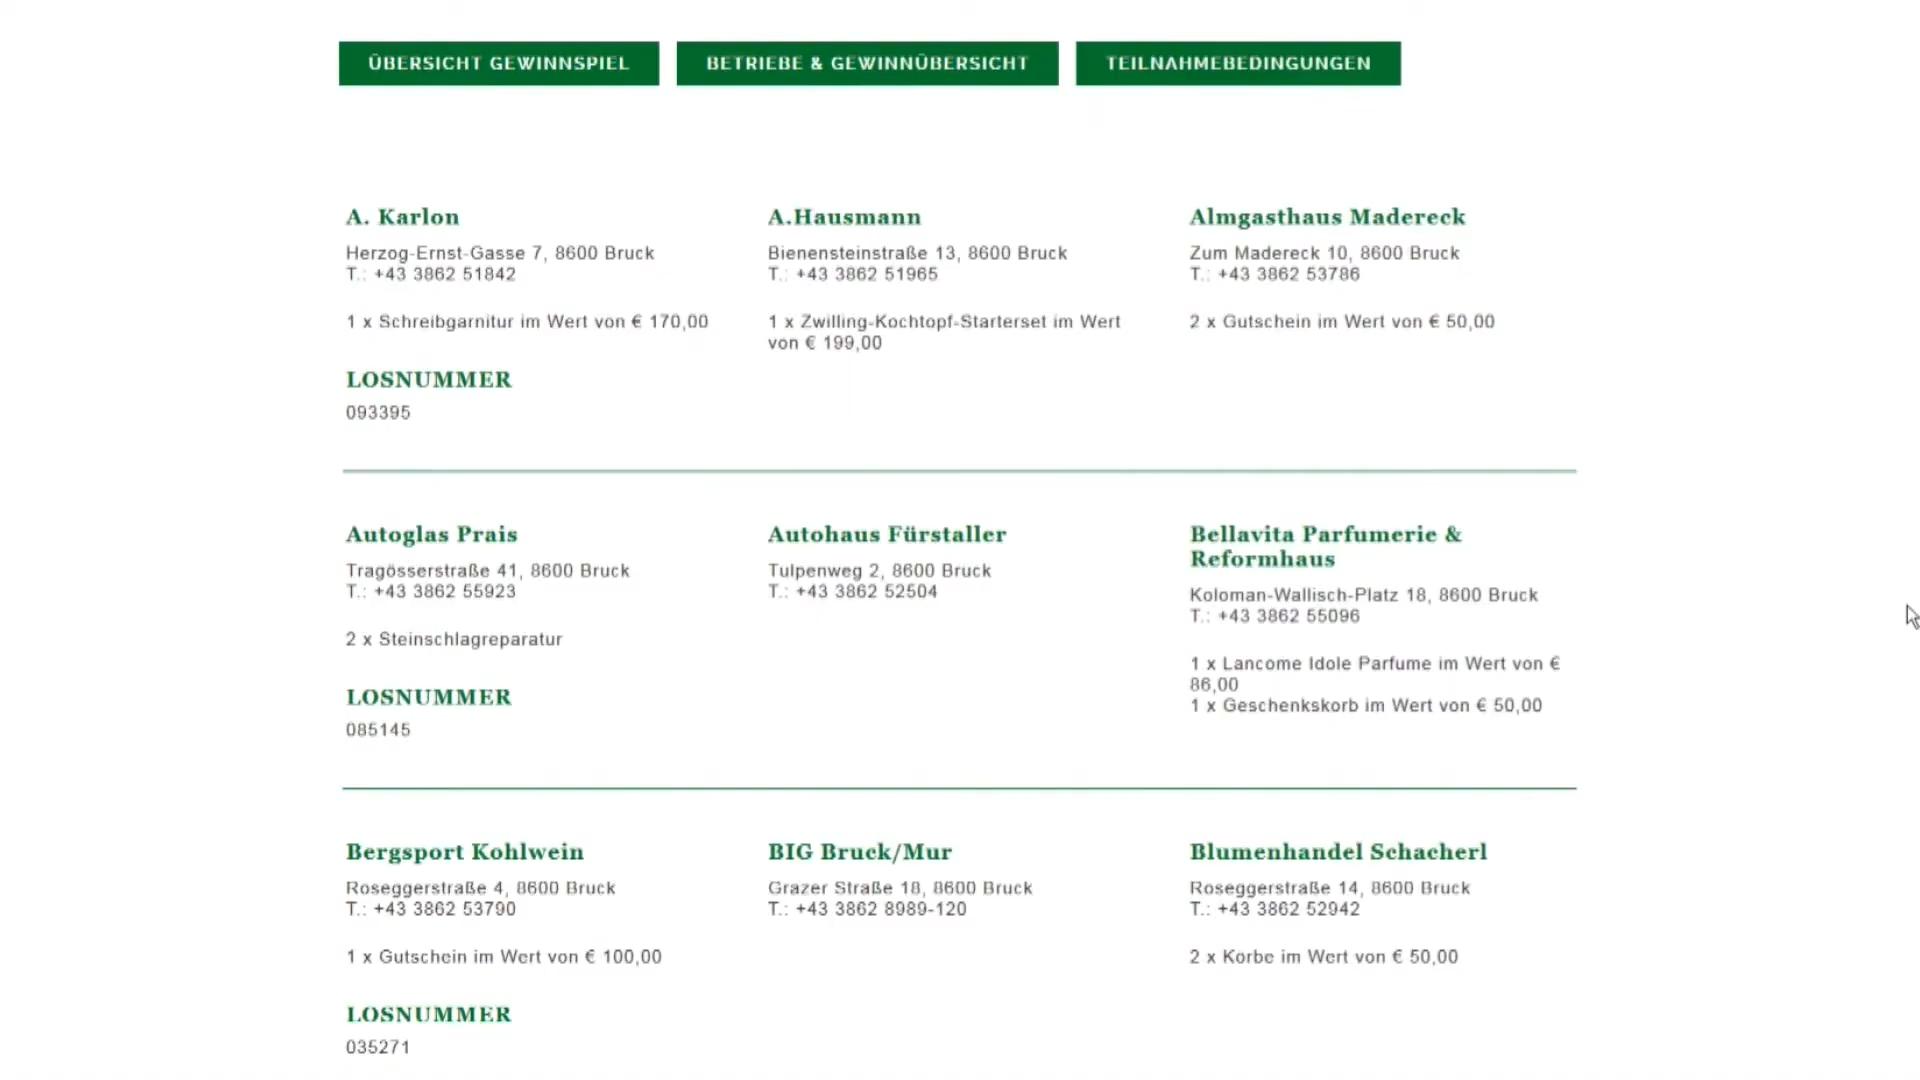 ÜBERSICHT GEWINNSPIEL
BETRIEBE & GEWINNÜBERSICHT
TEILNAHMEBEDINGUNGEN
A. Karlon
Herzog-Ernst-Gasse 7, 8600 Bruck
T.: +43 3862 51842
1 x Schreibgarnitur im Wert von € 170,00
LOSNUMMER
093395
A.Hausmann
Bienensteinstraße 13, 8600 Bruck
T.: +43 3862 51965
1 x Zwilling-Kochtopf-Starterset im Wert
von € 199,00
Almgasthaus Madereck
Zum Madereck 10, 8600 Bruck
T.: +43 3862 53786
2 x Gutschein im Wert von € 50,00
Autoglas Prais
Tragösserstraße 41, 8600 Bruck
T.: +43 3862 55923
2 x Steinschlagreparatur
LOSNUMMER
085145
Autohaus Fürstaller
Tulpenweg 2, 8600 Bruck
T.: +43 3862 52504
Bellavita Parfumerie &
Reformhaus
Koloman-Wallisch-Platz 18, 8600 Bruck
T.: +43 3862 55096
1 x Lancome Idole Parfume im Wert von €
86,00
1 x Geschenkskorb im Wert von € 50,00
Bergsport Kohlwein
Roseggerstraße 4, 8600 Bruck
T.: +43 3862 53790
1 x Gutschein im Wert von € 100,00
LOSNUMMER
035271
BIG Bruck/Mur
Grazer Straße 18, 8600 Bruck
T.: +43 3862 8989-120
Blumenhandel Schacherl
Roseggerstraße 14, 8600 Bruck
T.: +43 3862 52942
2 x Körbe im Wert von € 50,00